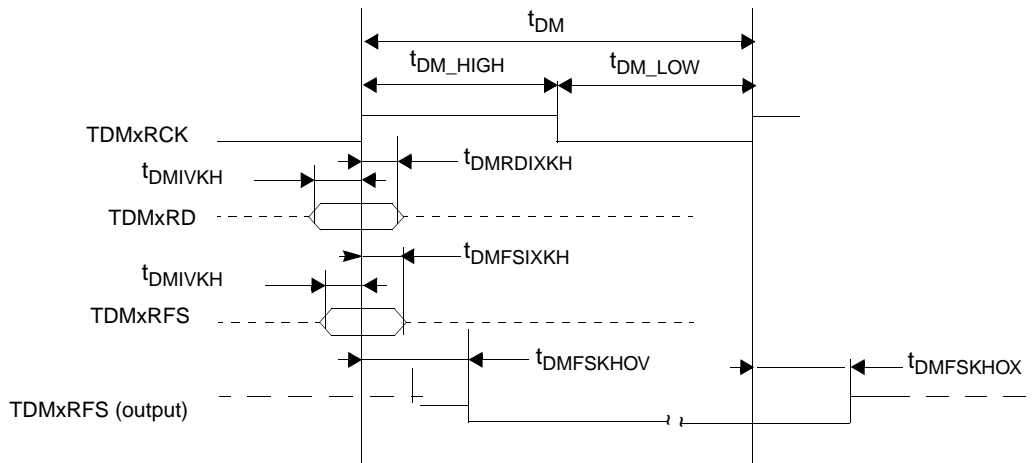 tDM
tDM_HIGH
tDM_LOW
TDMxRCK
tDMIVKH
tDMRDIXKH
TDMxRD
tDMIVKH
tDMFSIXKH
TDMxRFS
tDMFSKHOV
tDMFSKHOX
TDMxRFS (output)